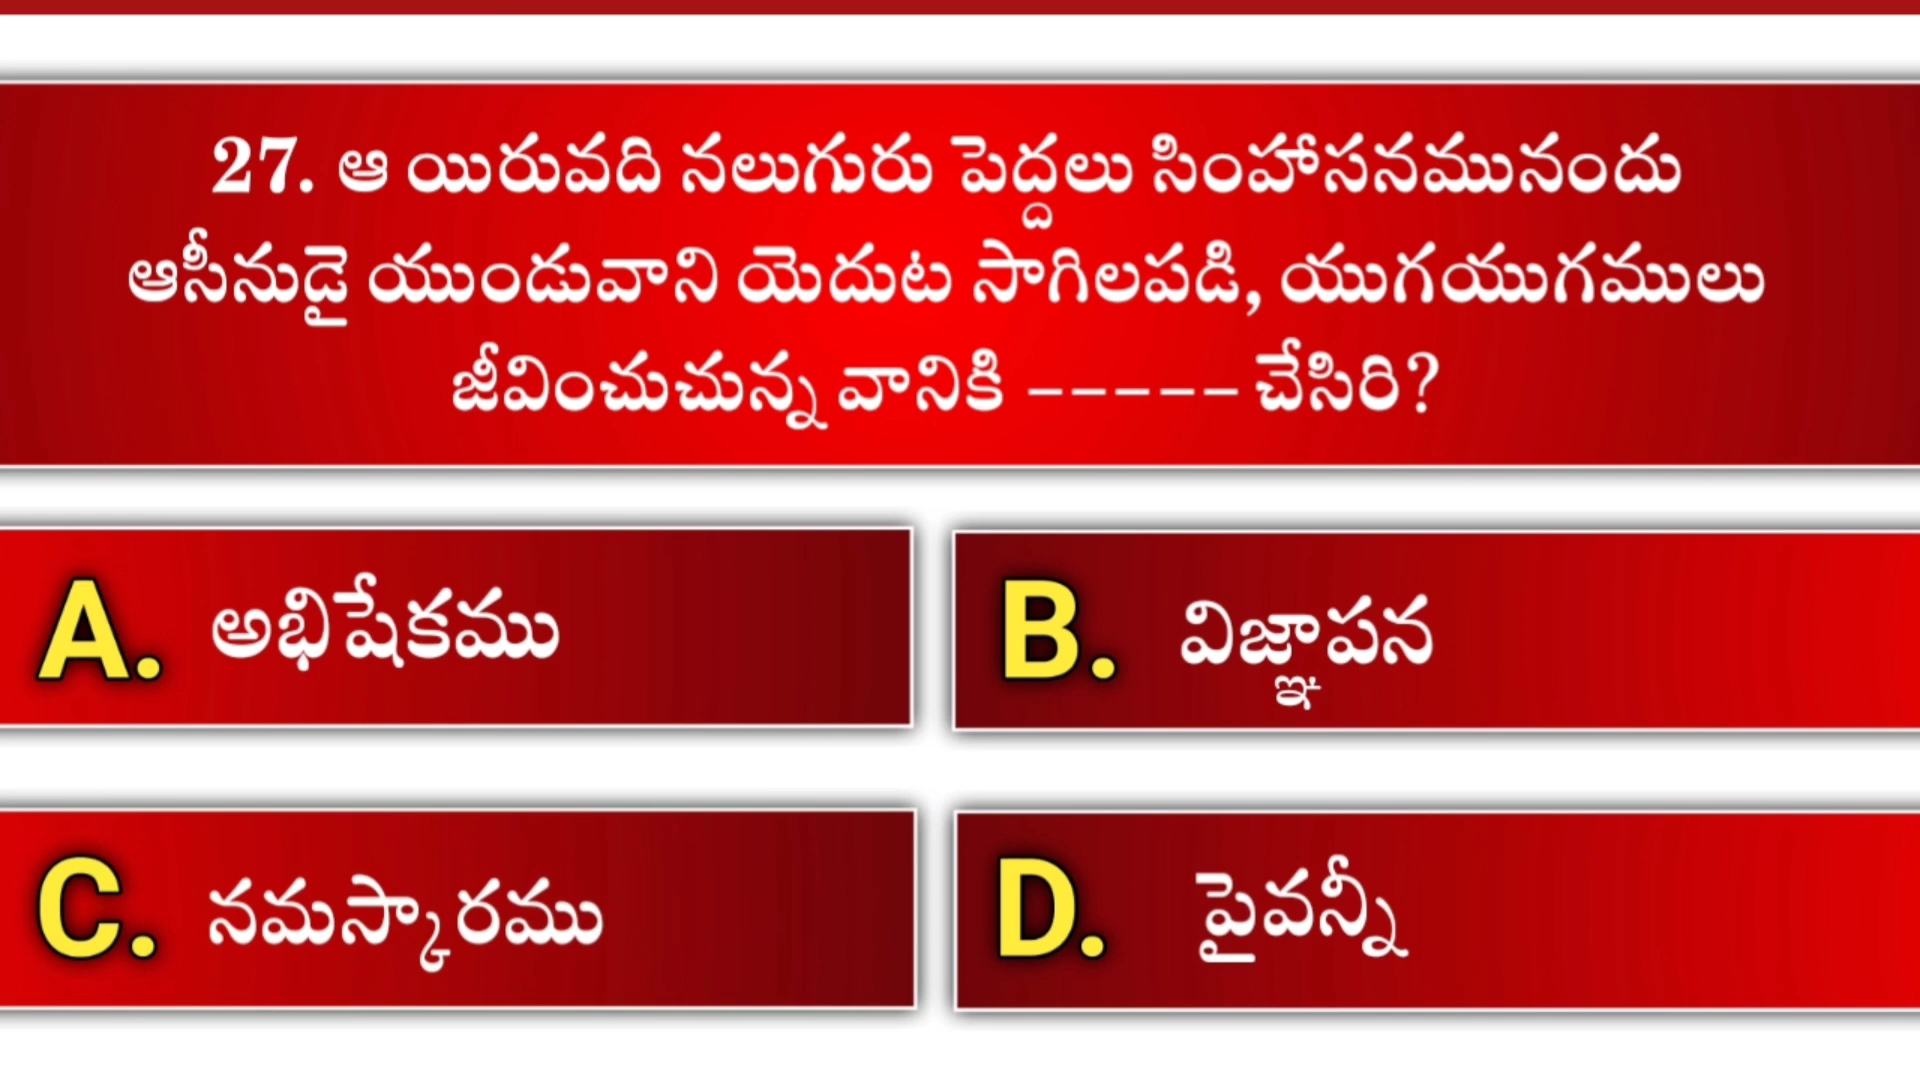 27. ఆ యిరువది నలుగురు పెద్దలు సింహాసనమునందు
ఆసీనుడై యుండువాని యెదుట సాగిలపడి, యుగయుగములు
జీవించుచున్న వానికి ----- చేసిరి?
A. అభిషేకము
B. విజ్ఞాపన
C. నమస్కారము
D. పైవన్నీ